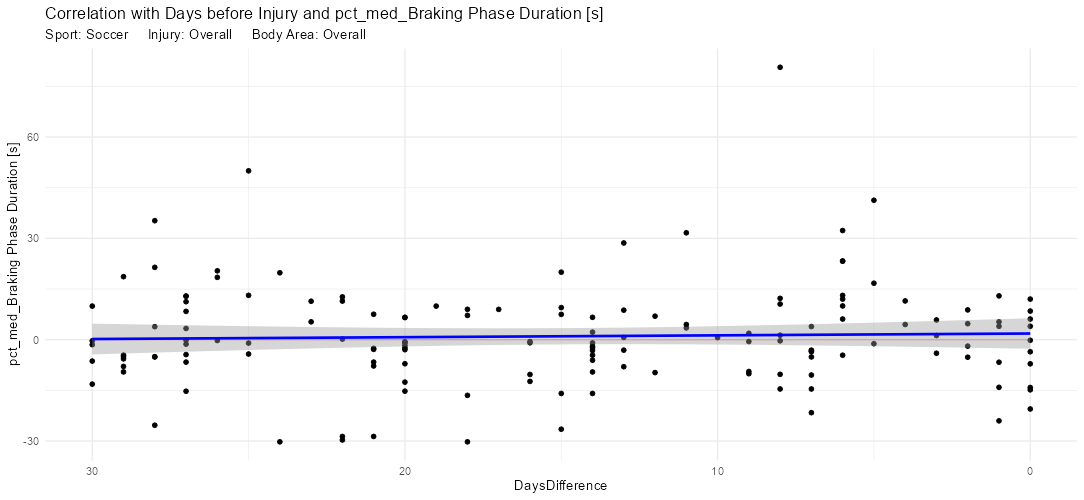 Correlation with Days before Injury and pct_med_Braking Phase Duration [s]
Sport: Soccer Injury: Overall Body Area: Overall
pct_med_Braking Phase Duration [s]
60
30
0
-30
30 20 10 0
DaysDifference